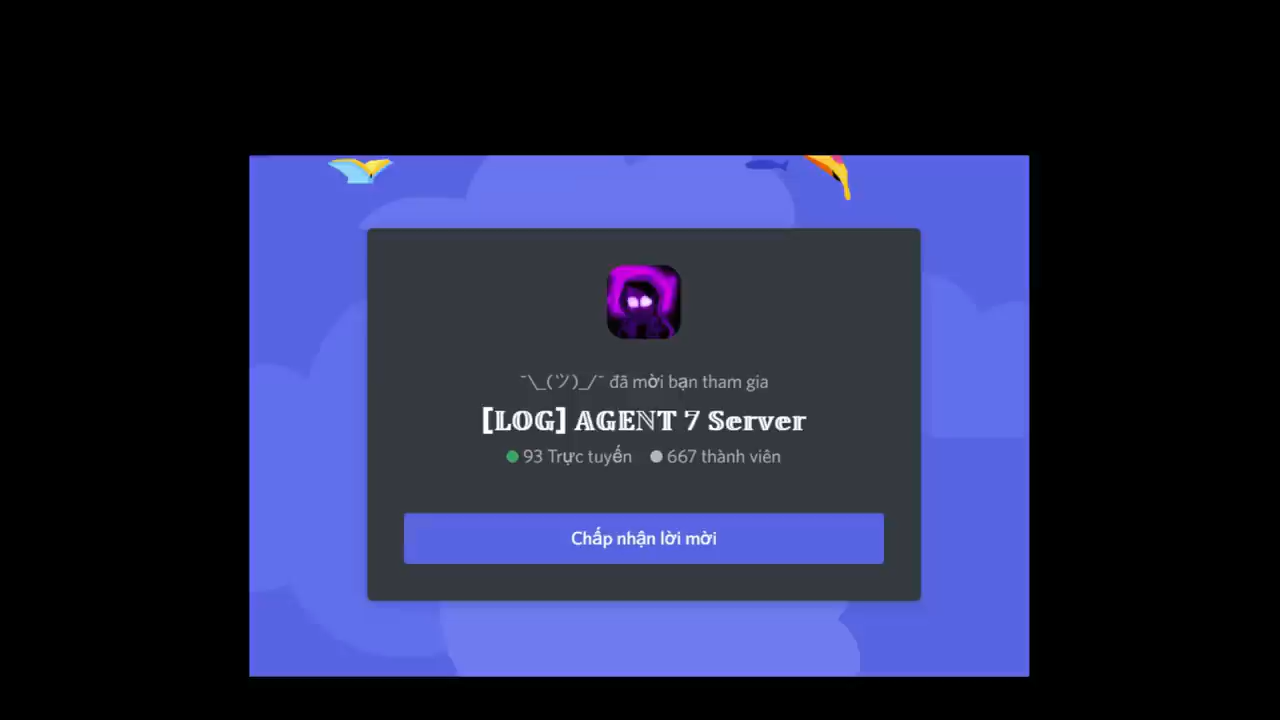 ¯\_(ツ)_/¯ đã mời bạn tham gia
[LOG] AGENT 7 Server
93 Trực tuyến 667 thành viên
Chấp nhận lời mời